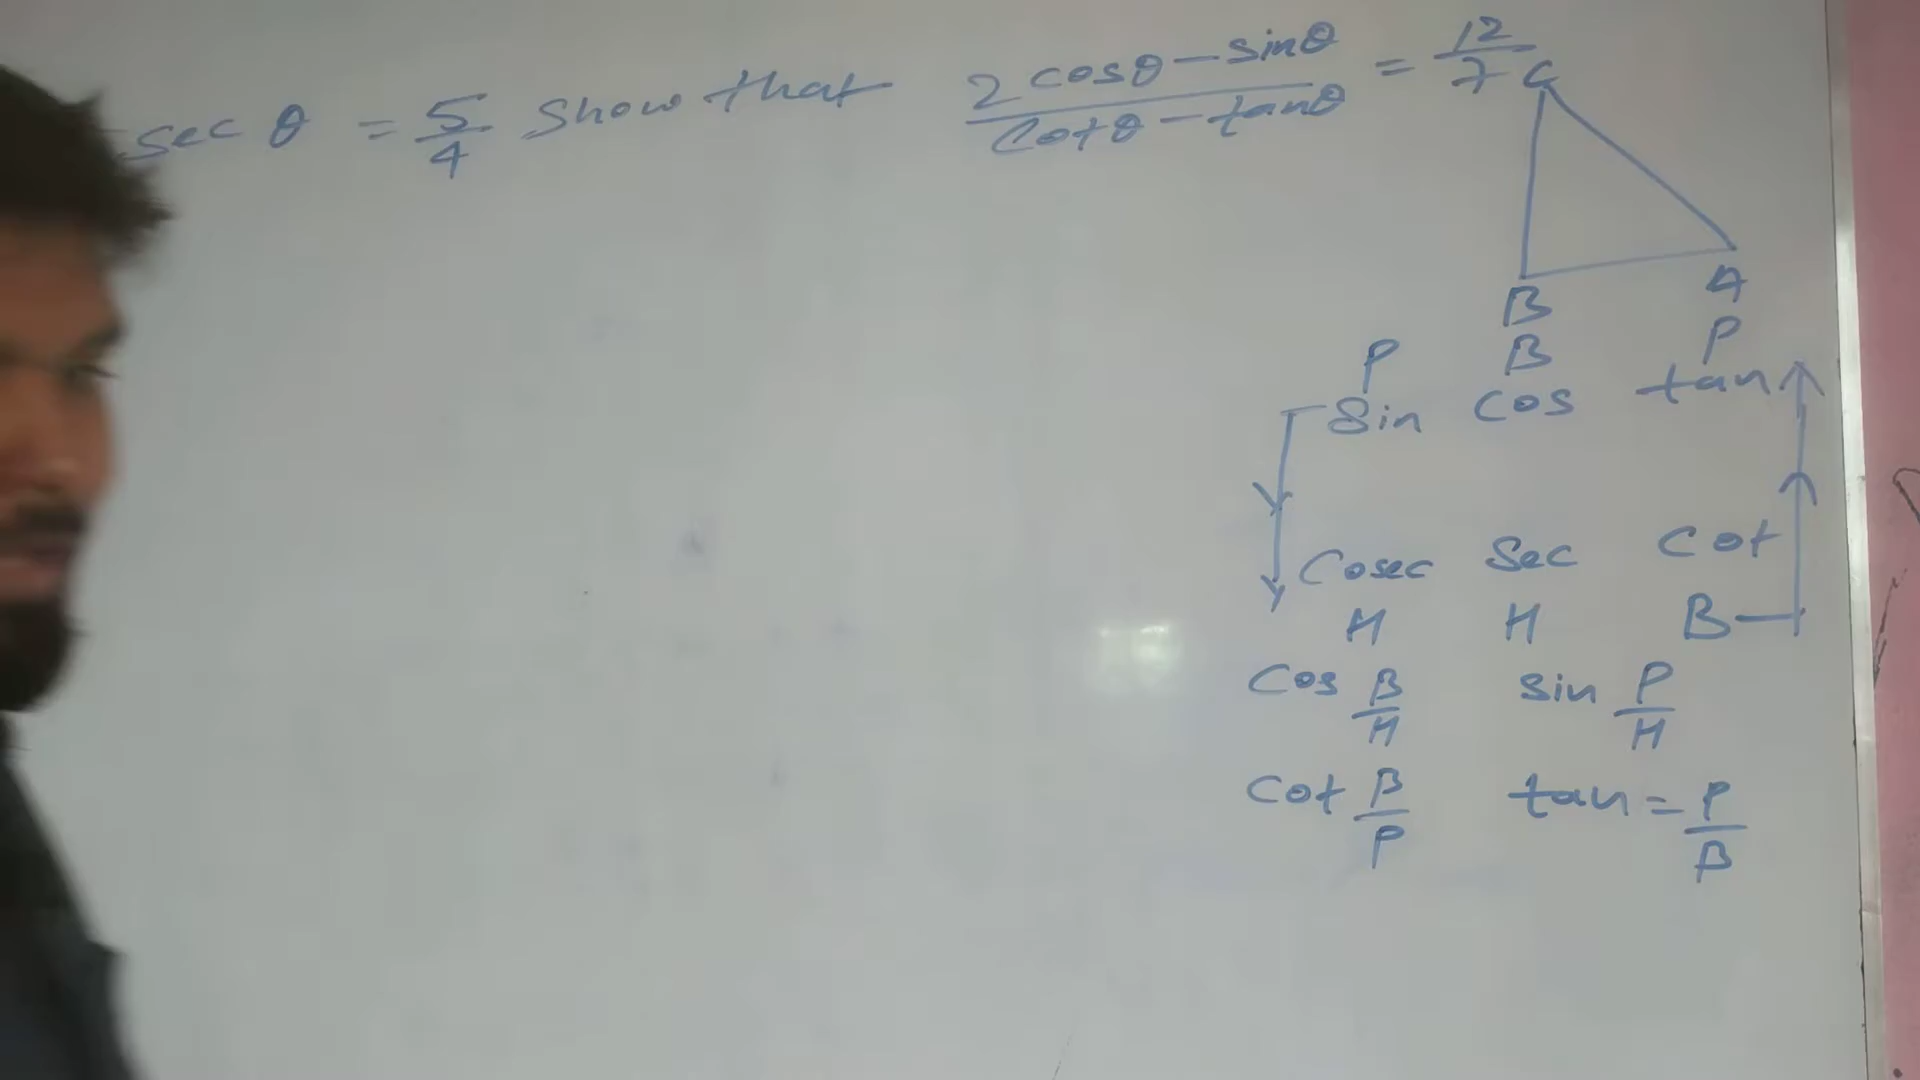 sec θ = 5/4 show that (2 cosθ - sinθ)/(cotθ - tanθ) = 12/7
C
B A
P B P
Sin Cos tan
Cosec Sec Cot
H H B
Cos B/H sin P/H
Cot B/P tan = P/B